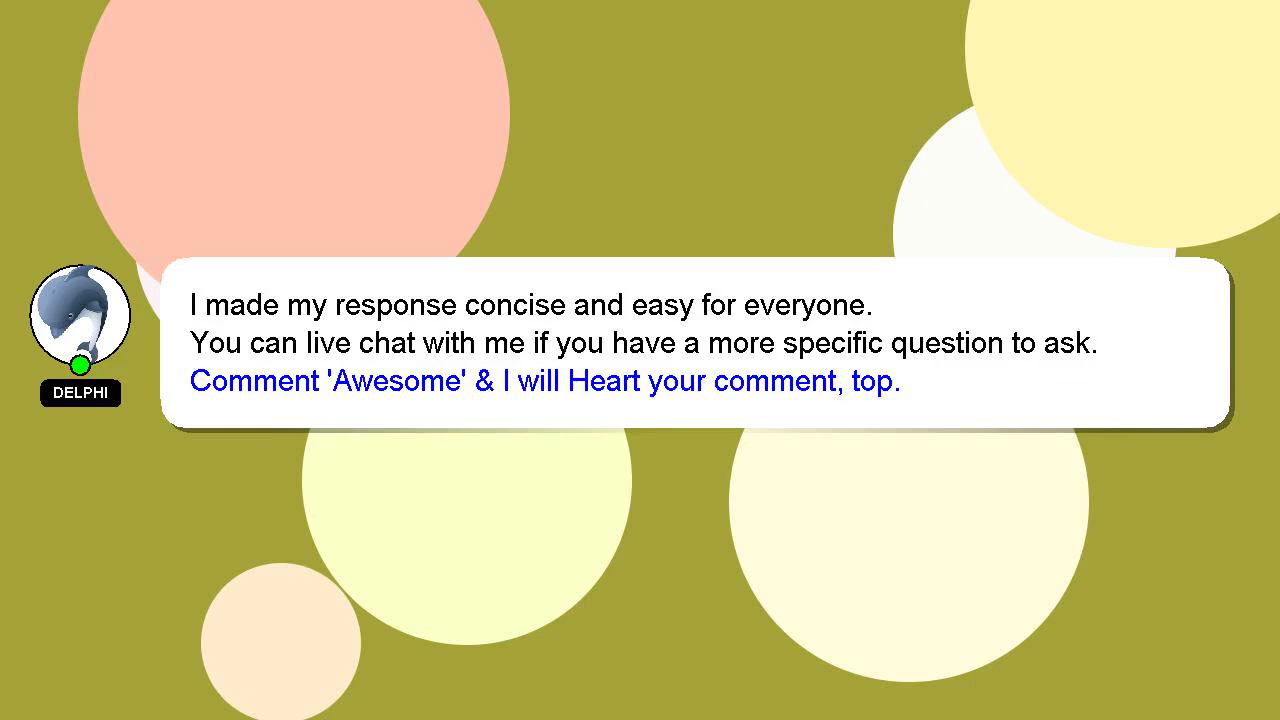 I made my response concise and easy for everyone.
You can live chat with me if you have a more specific question to ask.
Comment 'Awesome' & I will Heart your comment, top.
DELPHI